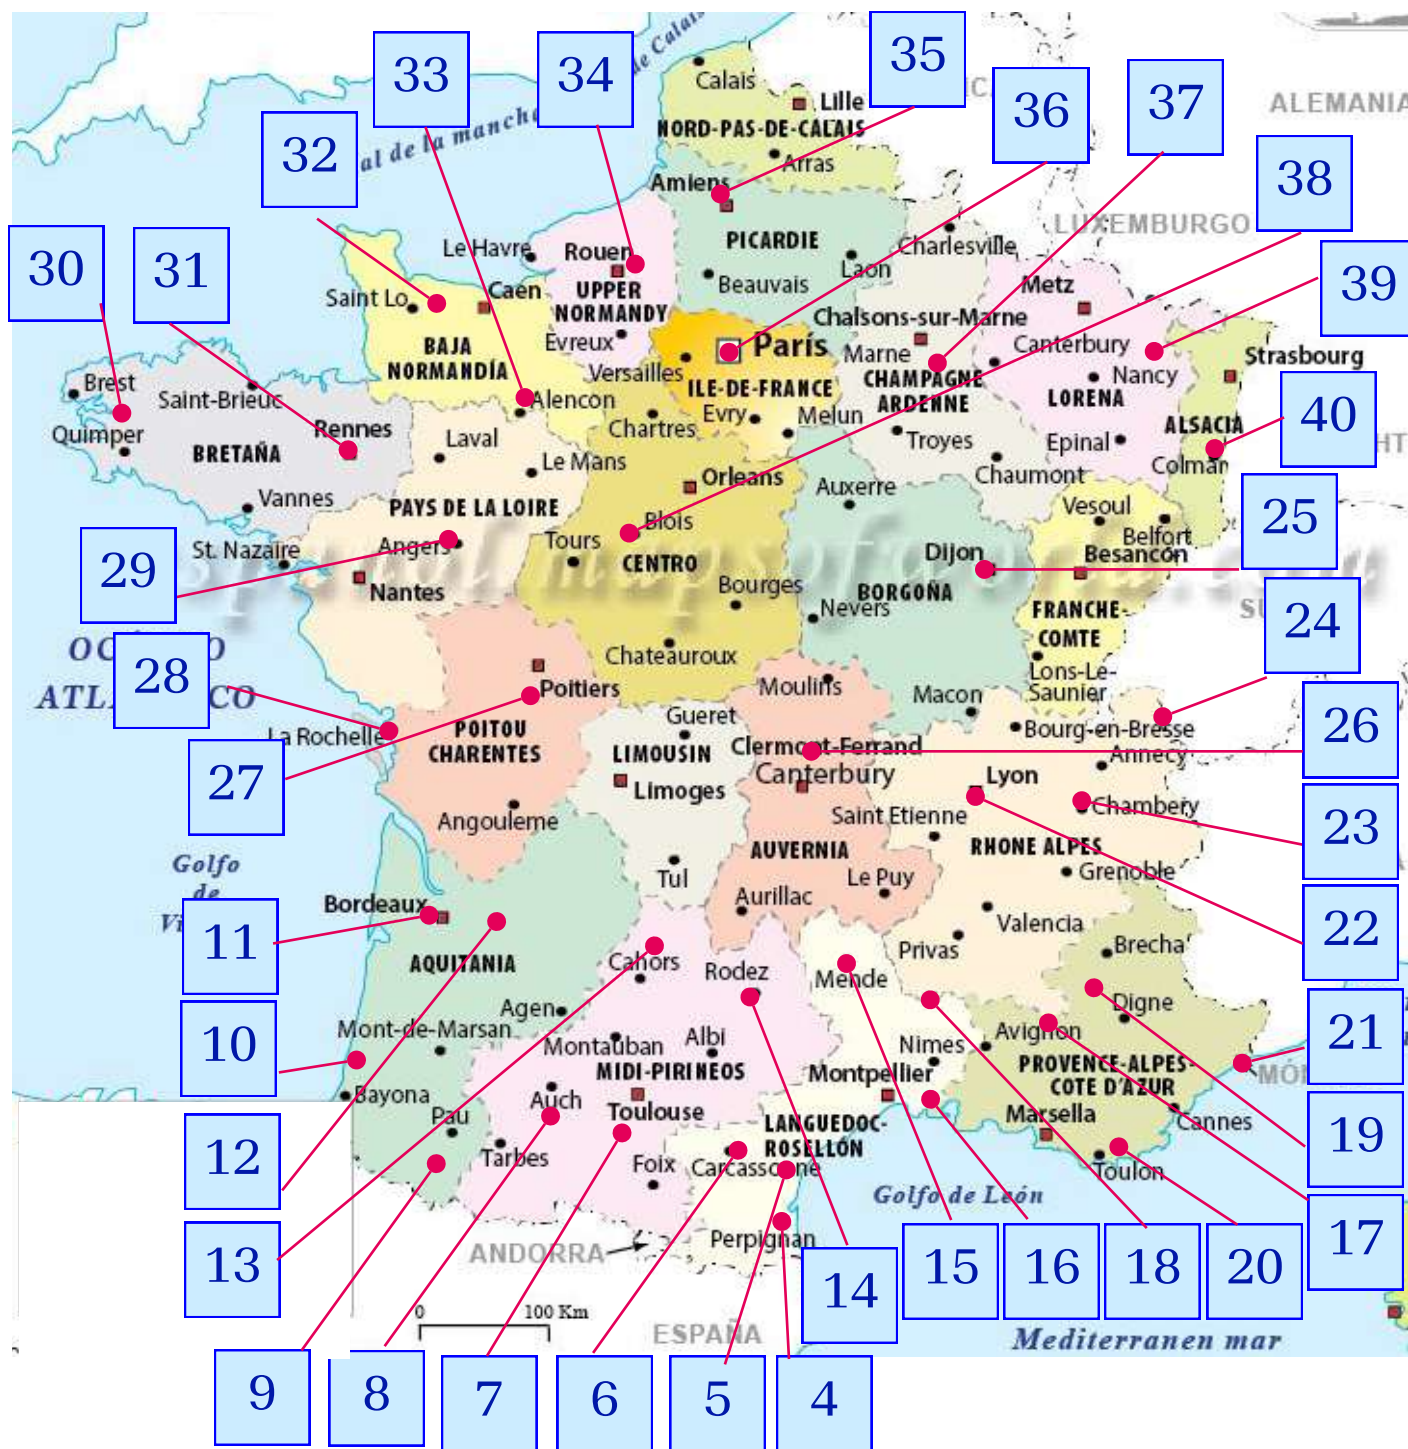 de Calais
Calais
Lille
NORD-PAS-DE-CALAIS
Arras
ALEMANIA
35
36
37
33
34
32
38
al de la mancha
Amiens
PICARDIE
Charlesville
LUXEMBURGO
Le Havre
Rouen
Laon
Beauvais
30
31
39
Saint Lo
Caen
UPPER
NORMANDY
Metz
Chalsons-sur-Marne
Evreux
París
Marne
Canterbury
BAJA
NORMANDÍA
Versailles
ILE-DE-FRANCE
CHAMPAGNE
ARDENNE
Nancy
LORENA
Strasbourg
Brest
Saint-Brieuc
Alencon
Chartres
Evry
Melun
40
Quimper
Rennes
BRETAÑA
Laval
Troyes
Epinal
ALSACIA
HT
Le Mans
Orleans
Chaumont
Colmar
Vannes
PAYS DE LA LOIRE
Auxerre
Vesoul
25
St. Nazaire
Angers
Tours
Blois
CENTRO
Dijon
Belfort
Besancón
29
Nantes
Bourges
BORGOÑA
Nevers
FRANCHE-
COMTE
24
Chateauroux
Lons-Le-
Saunier
28
Poitiers
Moulins
Macon
La Rochelle
POITOU
CHARENTES
Gueret
LIMOUSIN
Clermont-Ferrand
Bourg-en-Bresse
Annecy
26
27
Limoges
Canterbury
Lyon
Chambery
23
Angouleme
Saint Etienne
AUVERNIA
RHONE ALPES
Golfo
de
Tul
Le Puy
Grenoble
Bordeaux
Aurillac
Valencia
22
11
AQUITANIA
Cahors
Rodez
Mende
Privas
Brecha
Agen
Digne
21
10
Mont-de-Marsan
Montauban
Albi
Nimes
Avignon
MIDI-PIRINEOS
Montpellier
PROVENCE-ALPES-
COTE D'AZUR
Bayona
Auch
Toulouse
Pau
LANGUEDOC-
ROSELLÓN
Marsella
Cannes
19
12
Tarbes
Foix
Carcassonne
Toulon
Golfo de León
13
ANDORRA
Perpignan
14
15
16
18
20
17
0
100 Km
ESPAÑA
Mediterranen mar
9
8
7
6
5
4